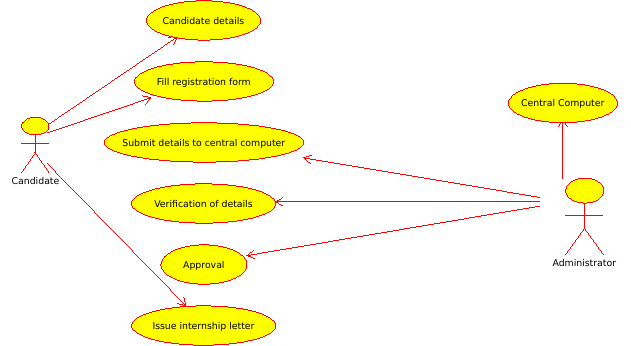 Candidate details
Fill registration form
Central Computer
Submit details to central computer
Candidate
Verification of details
Approval
Administrator
Issue internship letter